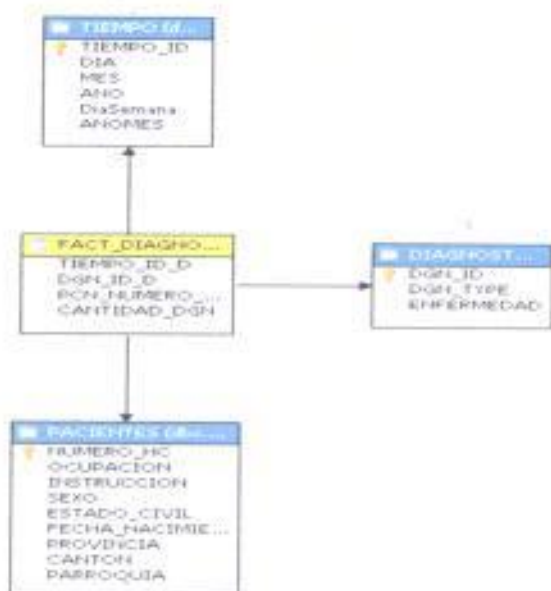 TIEMPO (d...
TIEMPO_ID
DIA
MES
ANO
DiaSemana
ANOMES
FACT_DIAGNO...
TIEMPO_ID_D
DGN_ID_D
PCN_NUMERO_...
CANTIDAD_DGN
DIAGNOST...
DGN_ID
DGN_TYPE
ENFERMEDAD
PACIENTES (dbo....
NUMERO_HC
OCUPACION
INSTRUCCION
SEXO
ESTADO_CIVIL
FECHA_NACIMIE...
PROVINCIA
CANTON
PARROQUIA